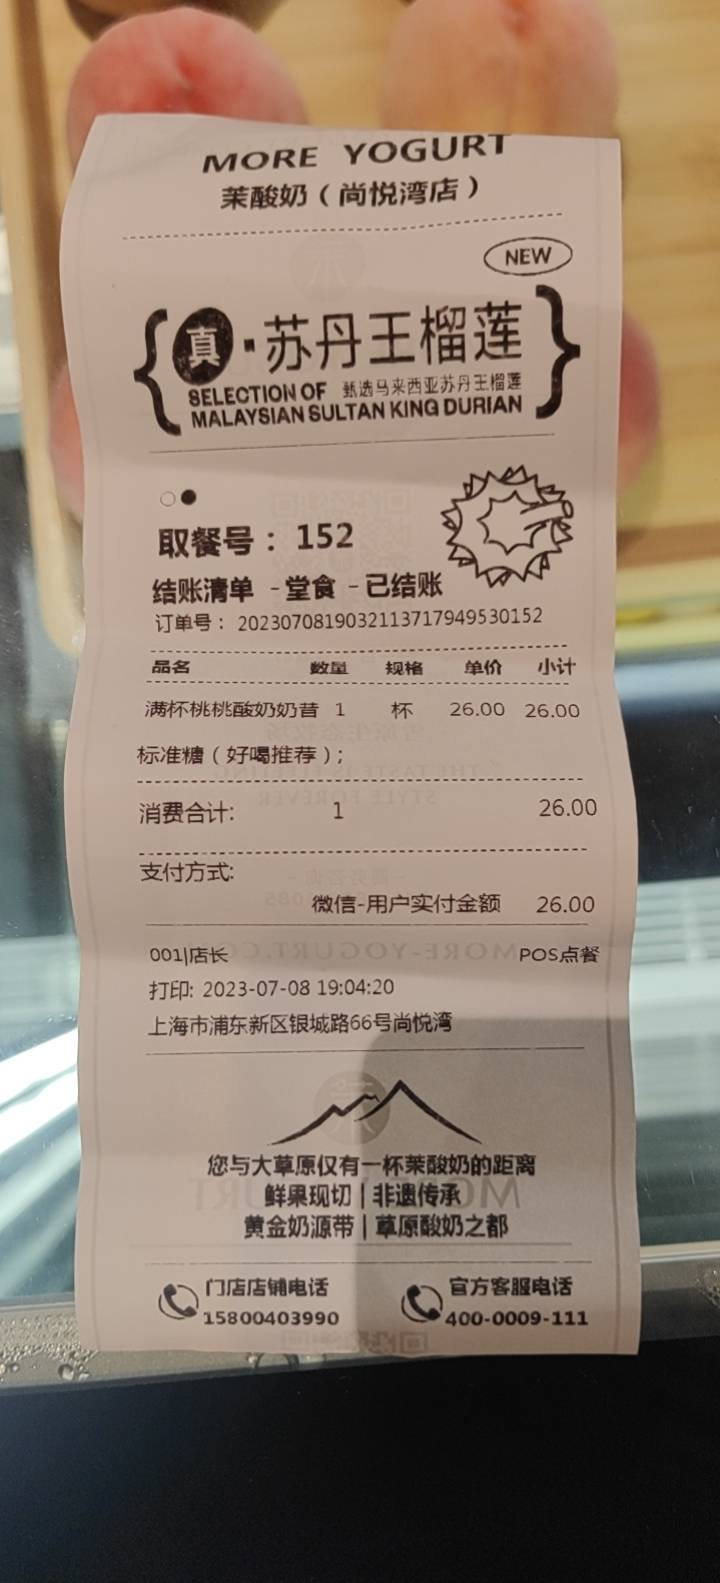 MORE YOGURT
茉酸奶（尚悦湾店）
NEW
真·苏丹王榴莲
SELECTION OF 甄选马来西亚苏丹王榴莲
MALAYSIAN SULTAN KING DURIAN
取餐号：152
结账清单 -堂食 -已结账
订单号：2023070819032113717949530152
品名 数量 规格 单价 小计
满杯桃桃酸奶奶昔 1 杯 26.00 26.00
标准糖（好喝推荐）;
消费合计: 1 26.00
支付方式:
微信-用户实付金额 26.00
001|店长 POS点餐
打印: 2023-07-08 19:04:20
上海市浦东新区银城路66号尚悦湾
您与大草原仅有一杯茉酸奶的距离
鲜果现切 | 非遗传承
黄金奶源带 | 草原酸奶之都
门店店铺电话 官方客服电话
15800403990 400-0009-111